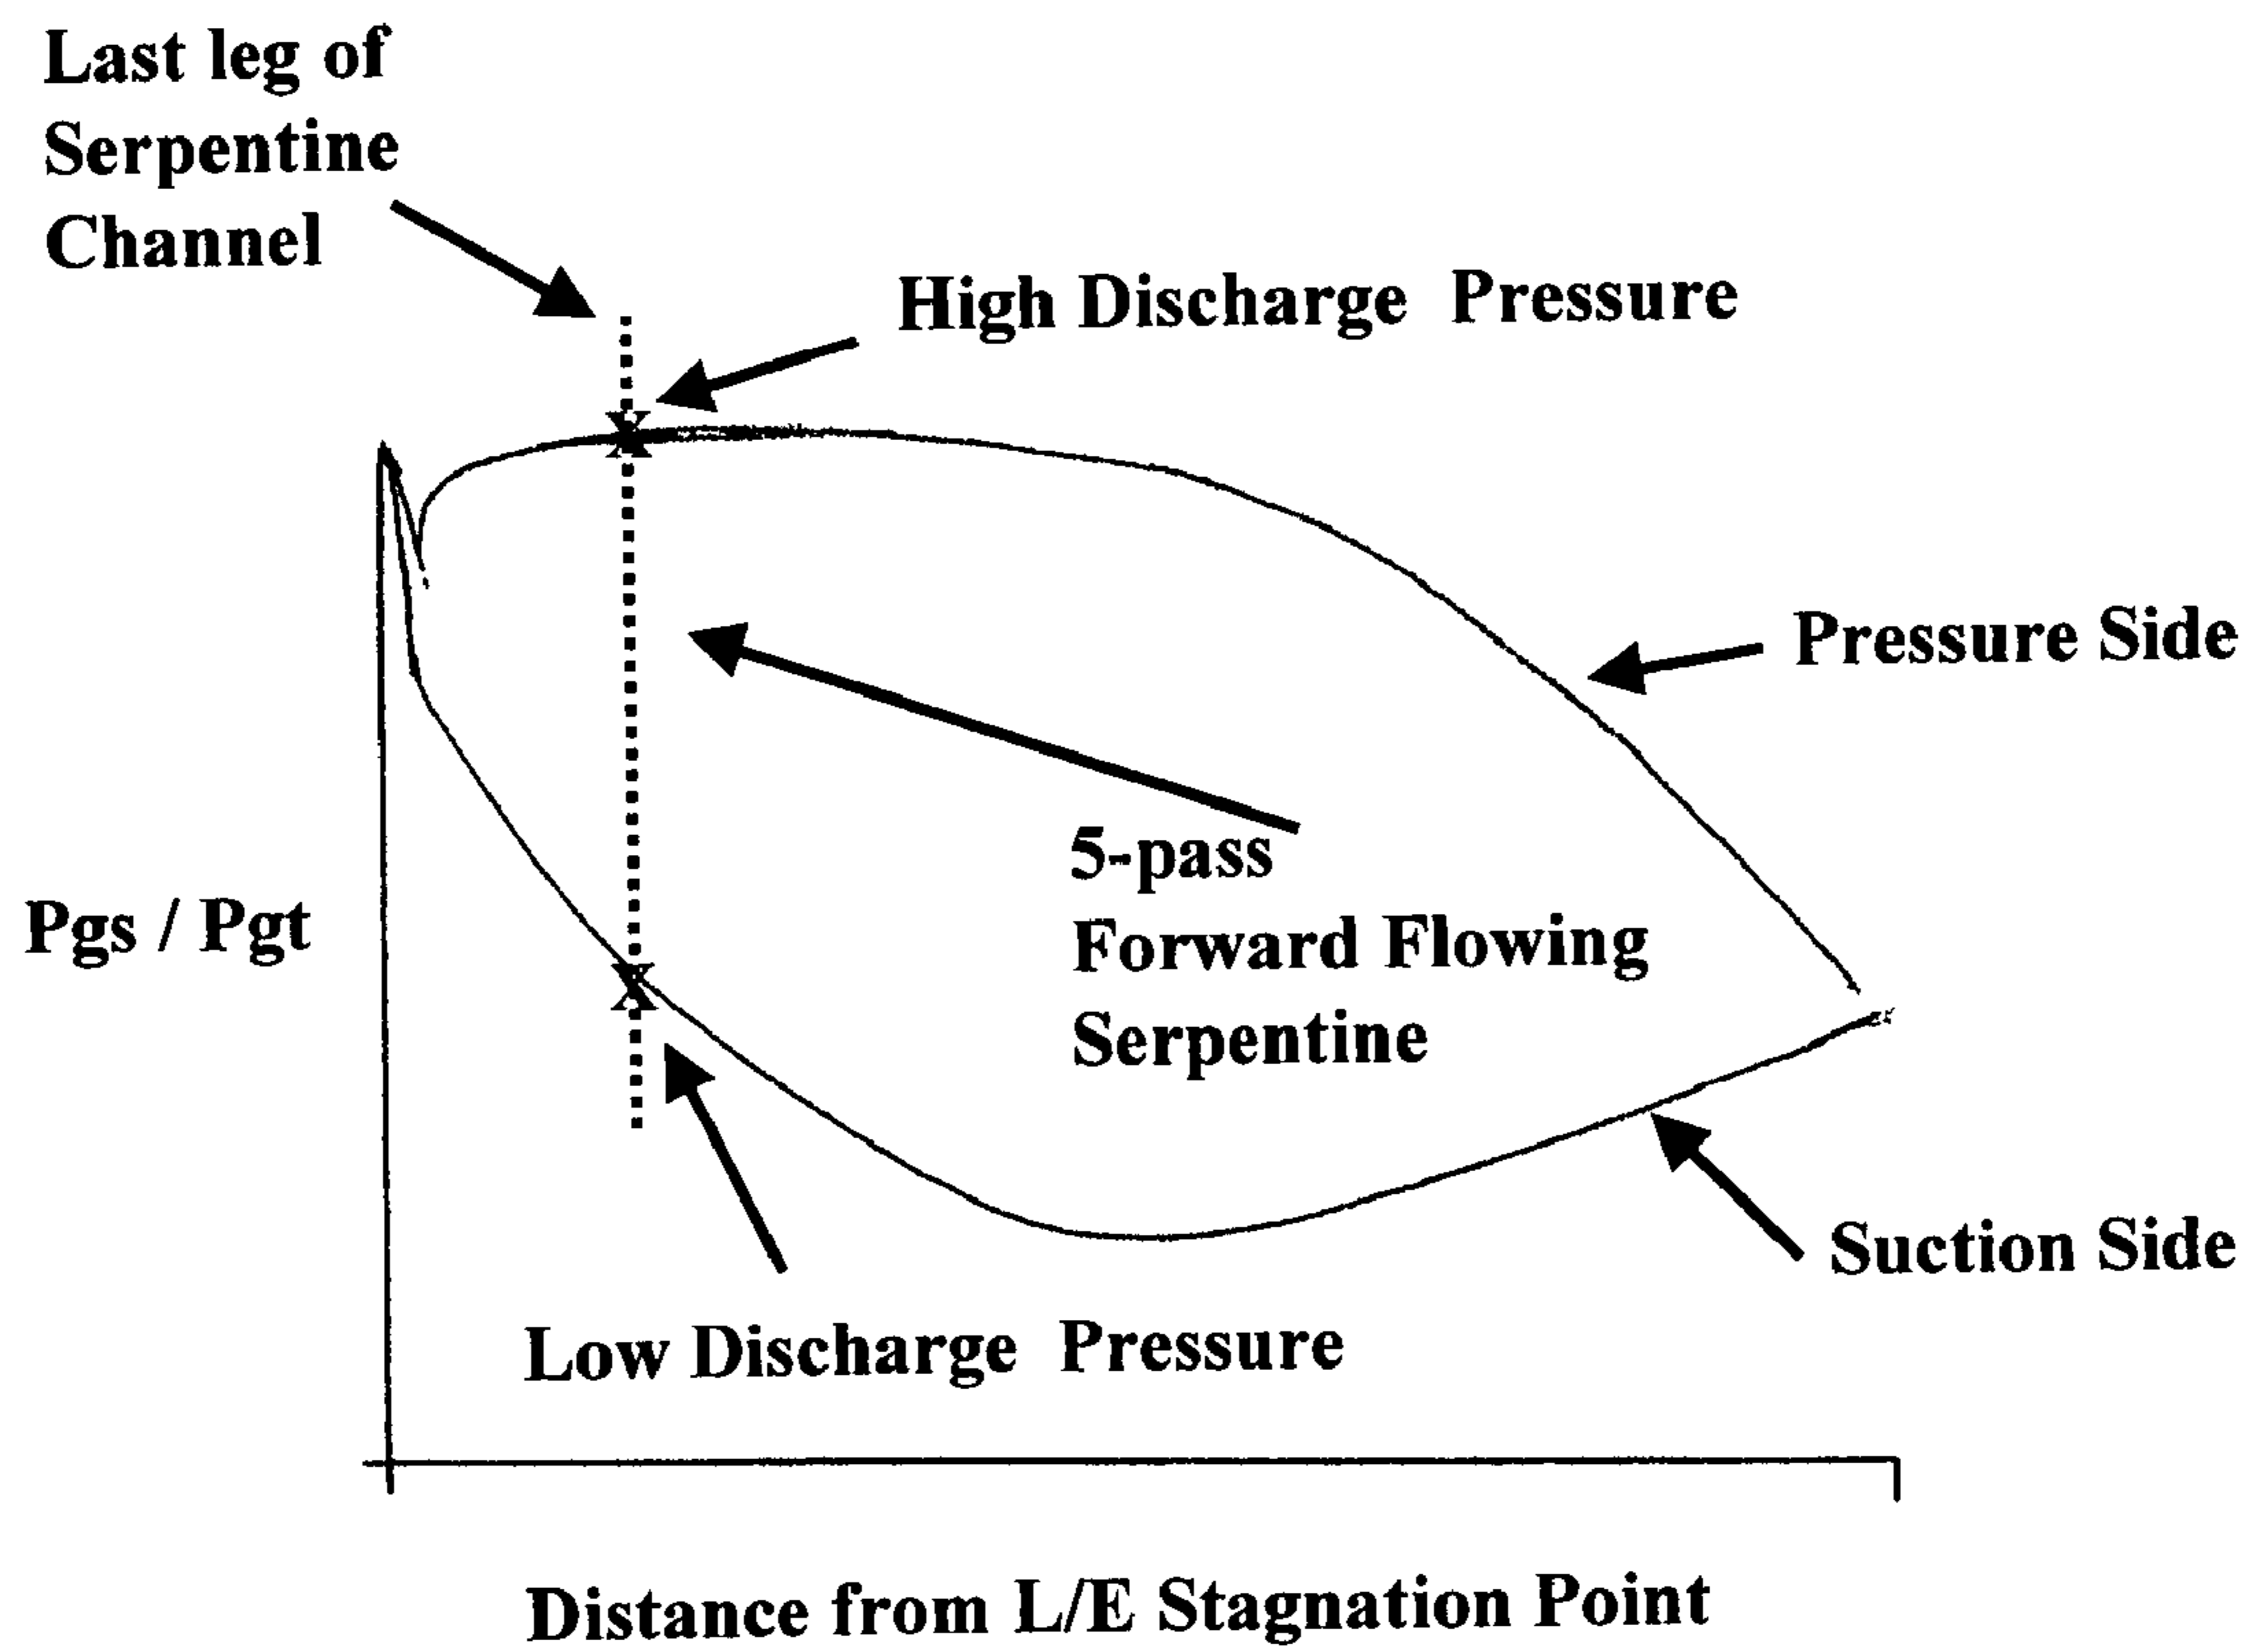 Last leg of
Serpentine
Channel
High Discharge Pressure
Pressure Side
5-pass
Forward Flowing
Serpentine
Pgs / Pgt
Suction Side
Low Discharge Pressure
Distance from L/E Stagnation Point